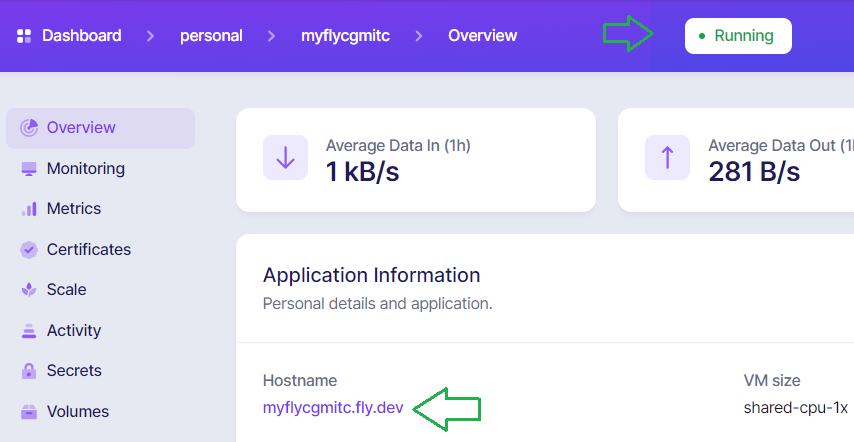 Dashboard > personal > myflycgmitc > Overview
Running
Overview
Monitoring
Metrics
Certificates
Scale
Activity
Secrets
Volumes
Average Data In (1h)
1 kB/s
Average Data Out (1
281 B/s
Application Information
Personal details and application.
Hostname
myflycgmitc.fly.dev
VM size
shared-cpu-1x